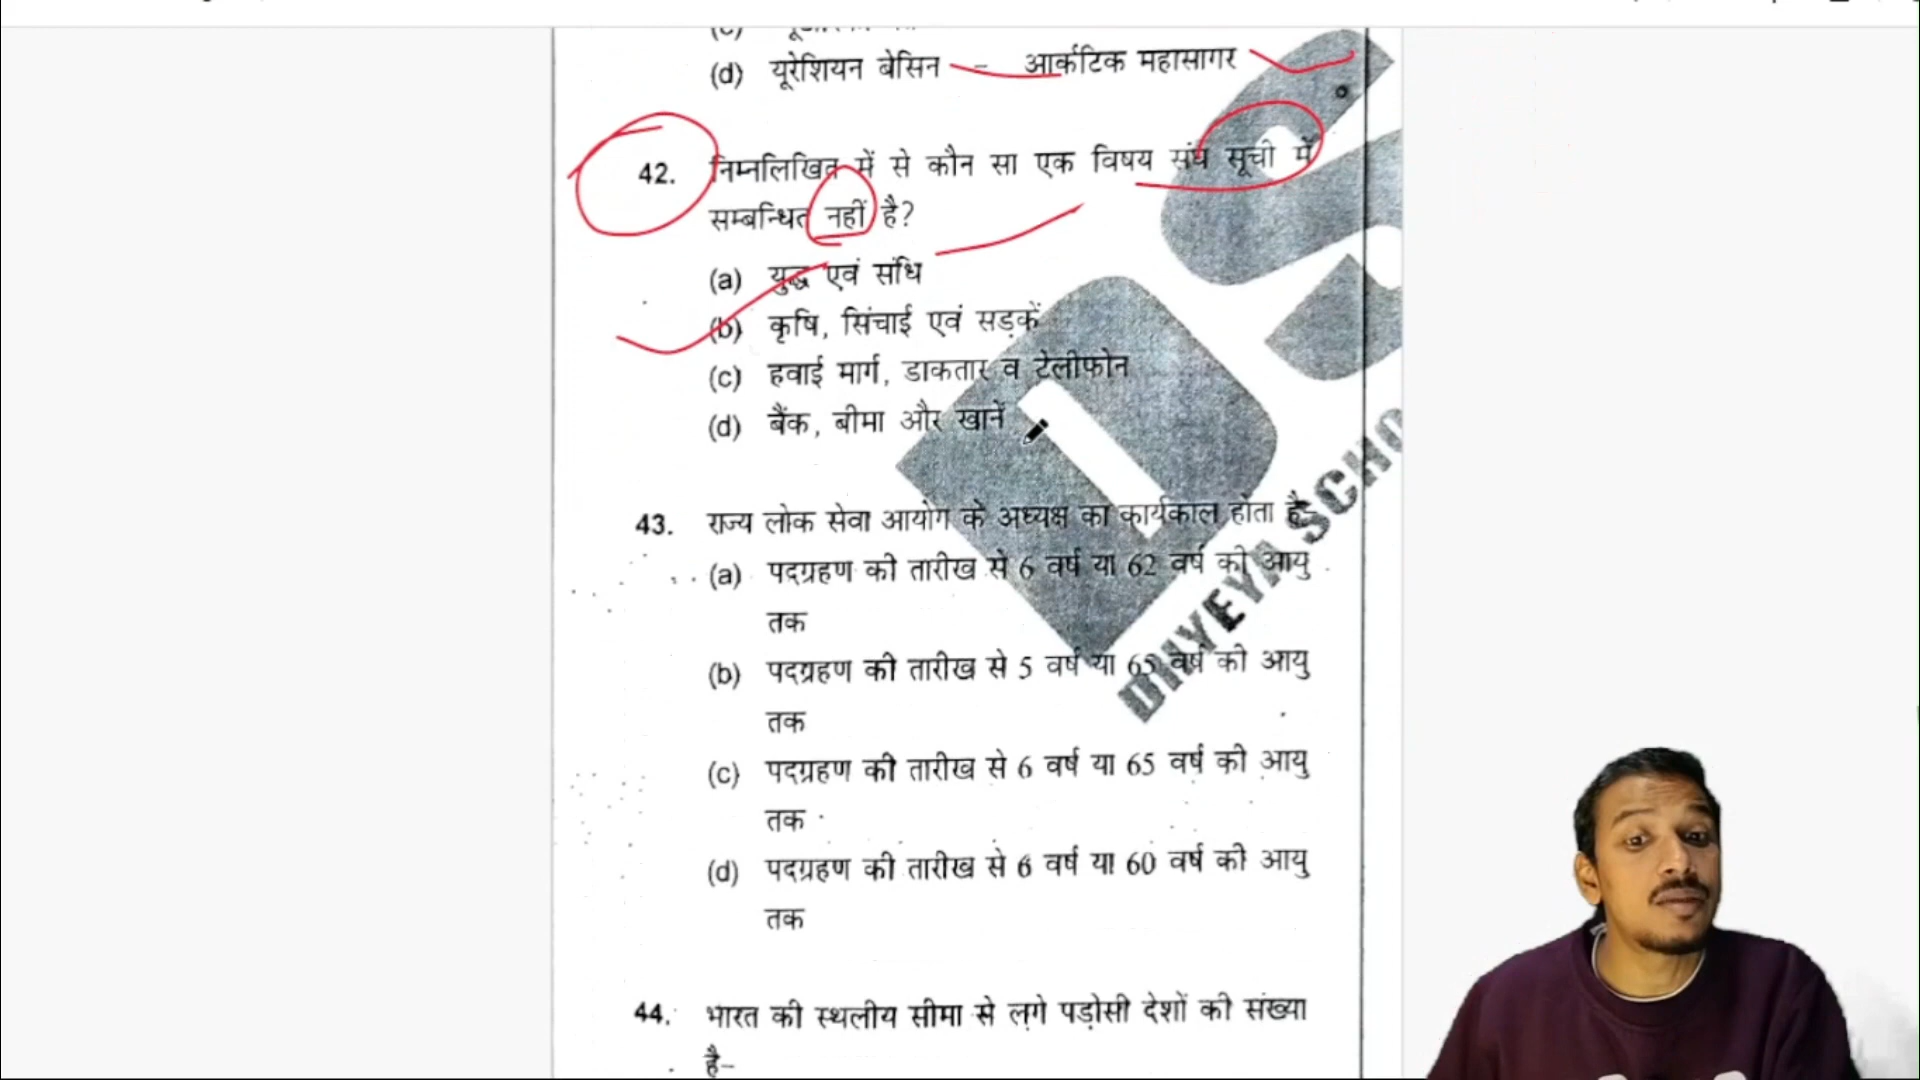 (d) यूरेशियन बेसिन – आर्कटिक महासागर
42. निम्नलिखित में से कौन सा एक विषय संघ सूची में
सम्बन्धित नहीं है?
(a) युद्ध एवं संधि
(b) कृषि, सिंचाई एवं सड़कें
(c) हवाई मार्ग, डाकतार व टेलीफोन
(d) बैंक, बीमा और खानें
43. राज्य लोक सेवा आयोग के अध्यक्ष का कार्यकाल होता है-
(a) पदग्रहण की तारीख से 6 वर्ष या 62 वर्ष की आयु
तक
(b) पदग्रहण की तारीख से 5 वर्ष या 65 वर्ष की आयु
तक
(c) पदग्रहण की तारीख से 6 वर्ष या 65 वर्ष की आयु
तक
(d) पदग्रहण की तारीख से 6 वर्ष या 60 वर्ष की आयु
तक
44. भारत की स्थलीय सीमा से लगे पड़ोसी देशों की संख्या
है–